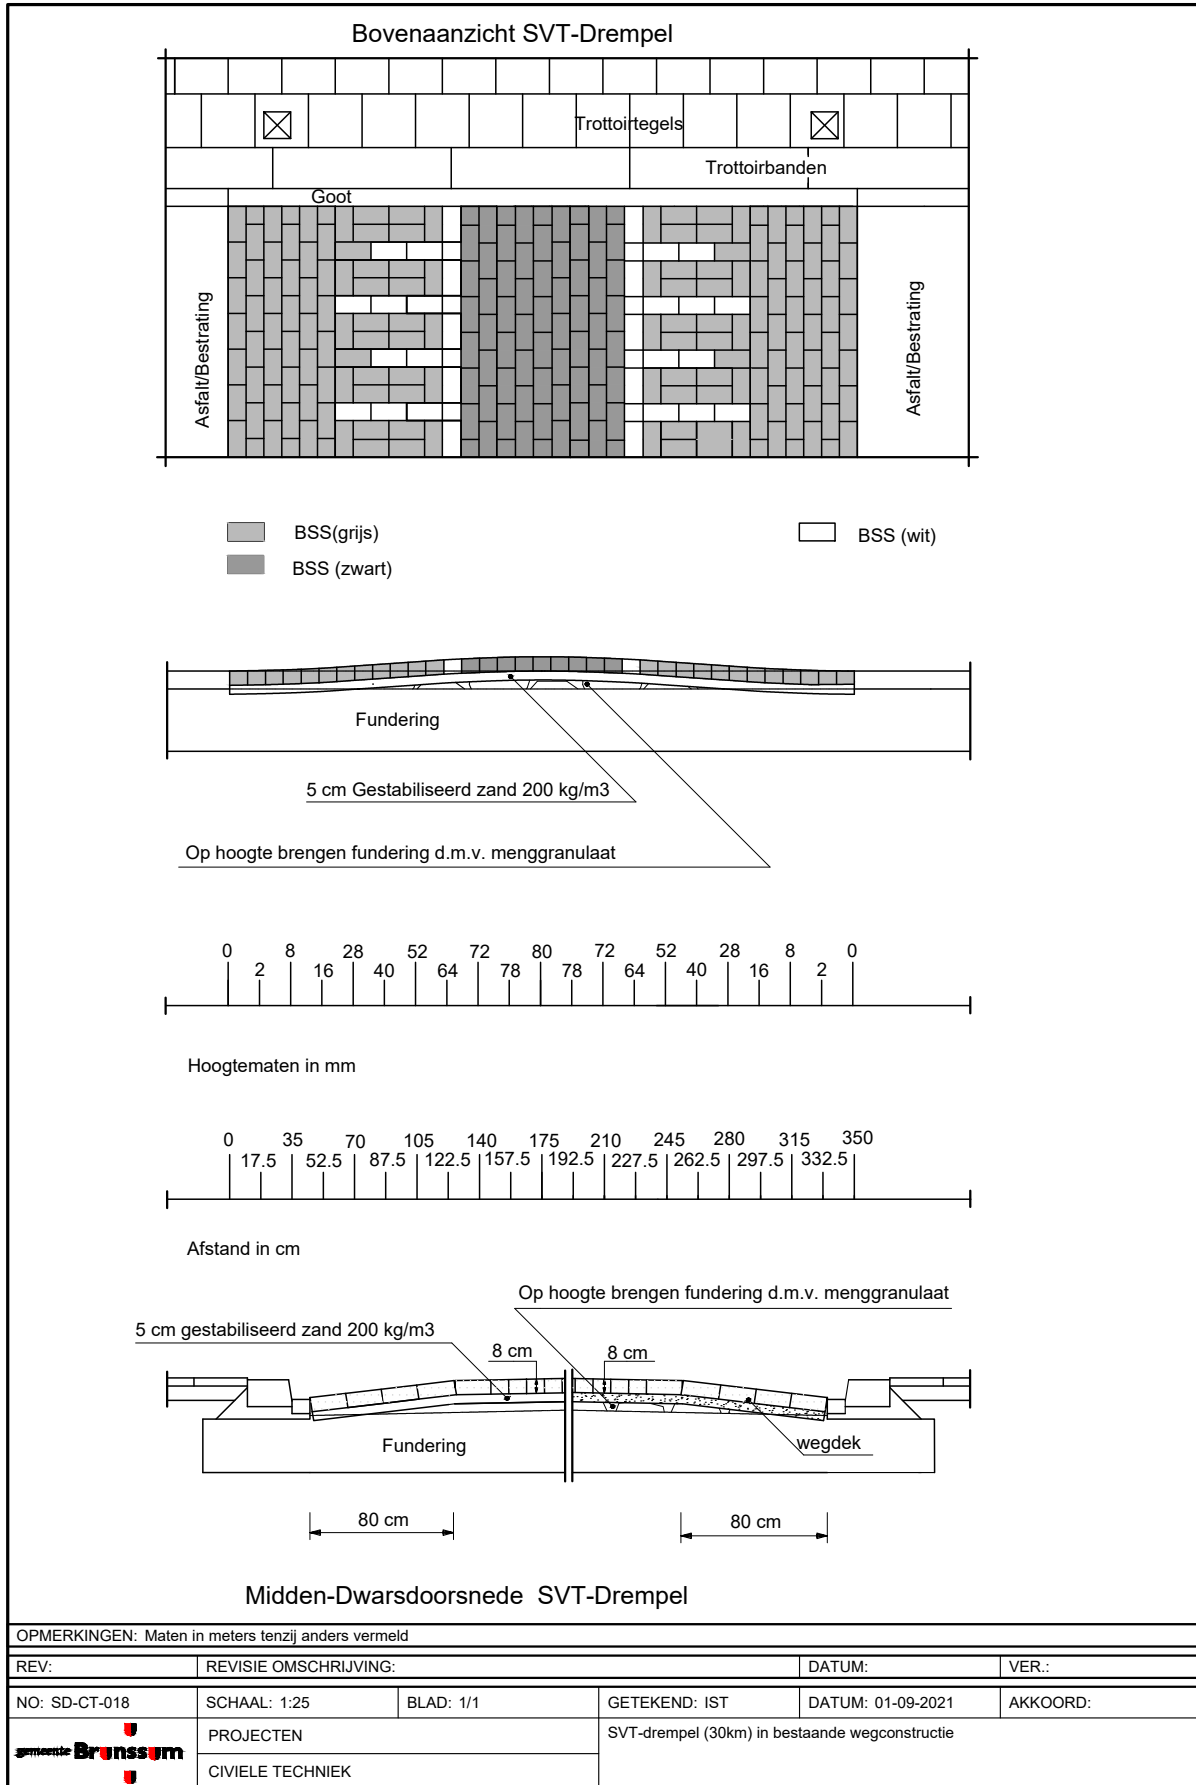 Bovenaanzicht SVT-Drempel
Trottoirtegels
Trottoirbanden
Goot
Asfalt/Bestrating
Asfalt/Bestrating
BSS(grijs)
BSS (wit)
BSS (zwart)
Fundering
5 cm Gestabiliseerd zand 200 kg/m3
Op hoogte brengen fundering d.m.v. menggranulaat
0 8 28 52 72 80 72 52 28 8 0
2 16 40 64 78 78 64 40 16 2
Hoogtematen in mm
0 35 70 105 140 175 210 245 280 315 350
17.5 52.5 87.5 122.5 157.5 192.5 227.5 262.5 297.5 332.5
Afstand in cm
Op hoogte brengen fundering d.m.v. menggranulaat
5 cm gestabiliseerd zand 200 kg/m3
8 cm 8 cm
Fundering
wegdek
80 cm 80 cm
Midden-Dwarsdoorsnede SVT-Drempel
OPMERKINGEN: Maten in meters tenzij anders vermeld
REV: REVISIE OMSCHRIJVING: DATUM: VER.:
NO: SD-CT-018 SCHAAL: 1:25 BLAD: 1/1 GETEKEND: IST DATUM: 01-09-2021 AKKOORD:
gemeente Brunssum
PROJECTEN
SVT-drempel (30km) in bestaande wegconstructie
CIVIELE TECHNIEK